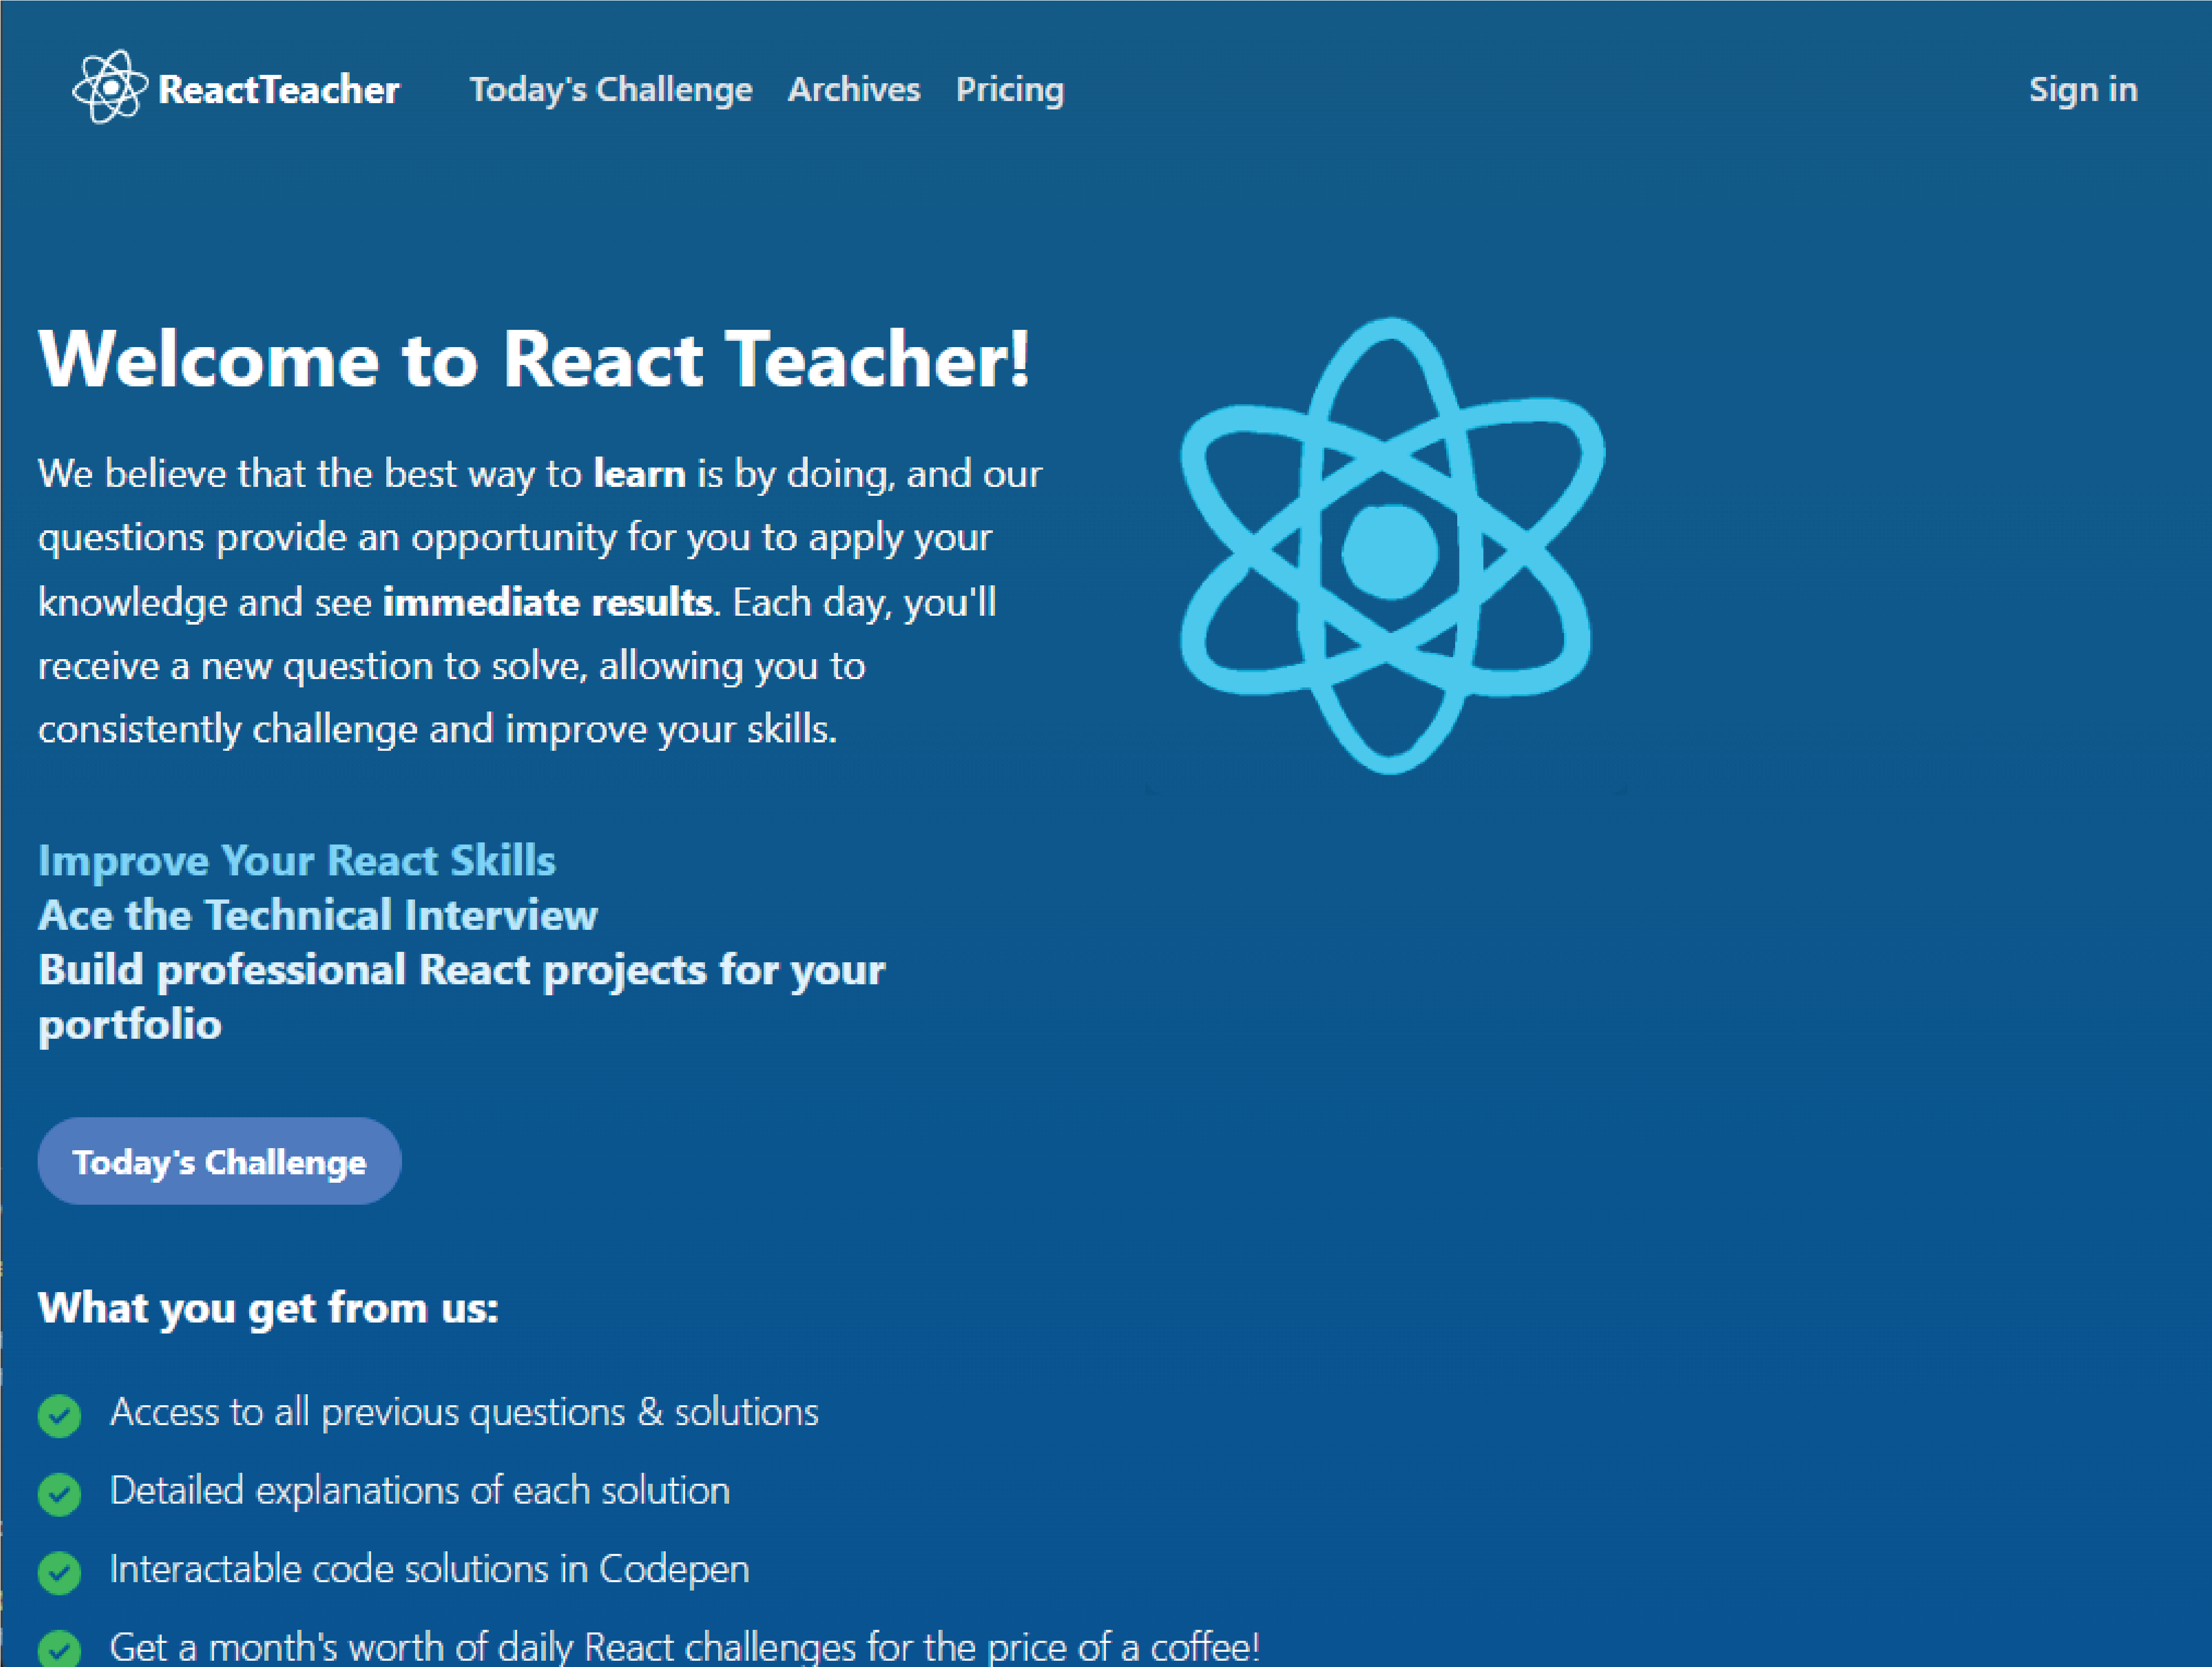 ReactTeacher Today's Challenge Archives Pricing Sign in
Welcome to React Teacher!
We believe that the best way to learn is by doing, and our
questions provide an opportunity for you to apply your
knowledge and see immediate results. Each day, you'll
receive a new question to solve, allowing you to
consistently challenge and improve your skills.
Improve Your React Skills
Ace the Technical Interview
Build professional React projects for your
portfolio
Today's Challenge
What you get from us:
Access to all previous questions & solutions
Detailed explanations of each solution
Interactable code solutions in Codepen
Get a month's worth of daily React challenges for the price of a coffee!